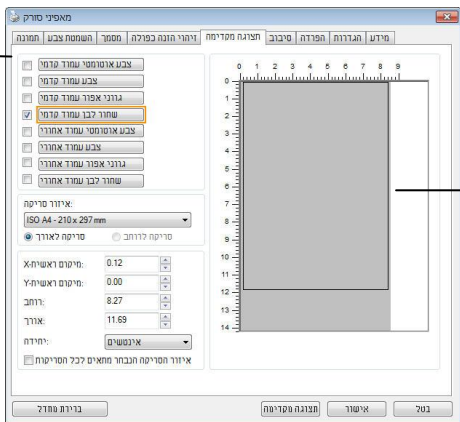 מאפיני סורק
תמונה השמטת צבע מסמך זיהוי הזנה כפולה תצוגה מקדימה סיבוב הפרדה הגדרות מידע
צבע אוטומטי עמוד קדמי
צבע עמוד קדמי
גווני אפור עמוד קדמי
שחור לבן עמוד קדמי
צבע אוטומטי עמוד אחורי
צבע עמוד אחורי
גווני אפור עמוד אחורי
שחור לבן עמוד אחורי
איזור סריקה:
ISO A4 - 210 x 297 mm
סריקה לאורך סריקה לרוחב
מיקום ראשית-X: 0.12
מיקום ראשית-Y: 0.00
רוחב: 8.27
אורך: 11.69
יחידה: אינטשים
איזור הסריקה הנבחר מתאים לכל הסריקות
0 1 2 3 4 5 6 7 8 9
0
1
2
3
4
5
6
7
8
9
10
11
12
13
14
ברירת מחדל תצוגה מקדימה אישור בטל